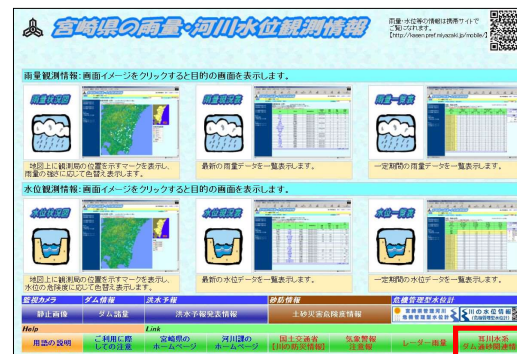 宮崎県の雨量・河川水位観測情報
雨量・水位等の情報は携帯サイトで
ご覧になれます。
[http://kasen.pref.miyazaki.jp/mobile/]
雨量観測情報:画面イメージをクリックすると目的の画面を表示します。
雨量状況図
雨量現況表
雨量一覧表
地図上に観測局の位置を示すマークを表示し、
雨量の強さに応じて色替え表示します。
最新の雨量データを一覧表示します。
一定期間の雨量データを一覧表示します。
水位観測情報:画面イメージをクリックすると目的の画面を表示します。
水位状況図
水位現況表
水位一覧表
地図上に観測局の位置を示すマークを表示し、
水位の危険度に応じて色替え表示します。
最新の水位データを一覧表示します。
一定期間の水位データを一覧表示します。
監視カメラ
ダム情報
洪水予報
砂防情報
危機管理型水位計
静止画像
ダム諸量
洪水予報発表情報
土砂災害危険度情報
川の水位情報
Help
Link
用語の説明
ご利用に際
しての注意
宮崎県の
ホームページ
河川課の
ホームページ
国土交通省
【川の防災情報】
気象警報
注意報
レーダー雨量
耳川水系
ダム通砂関連情報